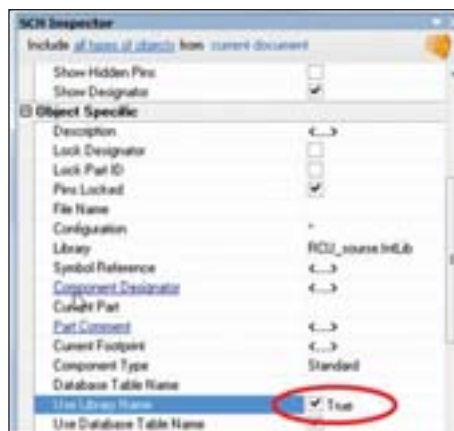 SCH Inspector
Include all types of objects from current document
Show Hidden Pins
Show Designator
Object Specific
Description <...>
Lock Designator
Lock Part ID
Pins Locked
File Name
Configuration *
Library RCU_sourse.IntLib
Symbol Reference <...>
Component Designator <...>
Current Part
Part Comment <...>
Current Footprint <...>
Component Type Standard
Database Table Name
Use Library Name True
Use Database Table Name